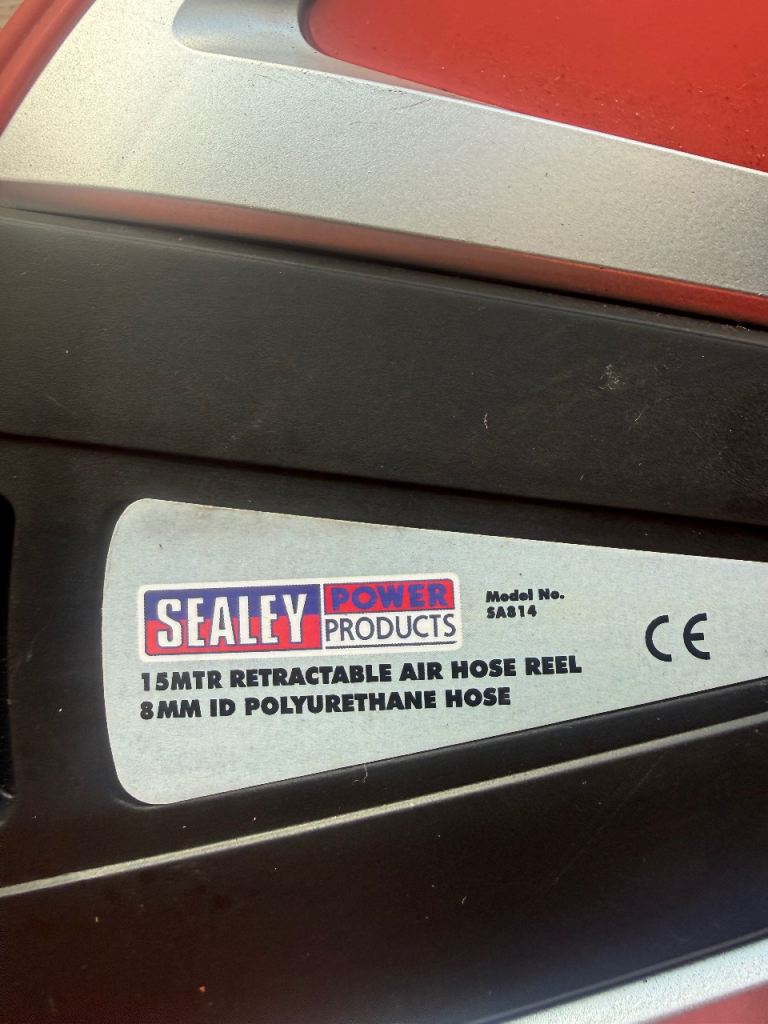 SEALEY POWER PRODUCTS
Model No.
SA814
CE
15MTR RETRACTABLE AIR HOSE REEL
8MM ID POLYURETHANE HOSE